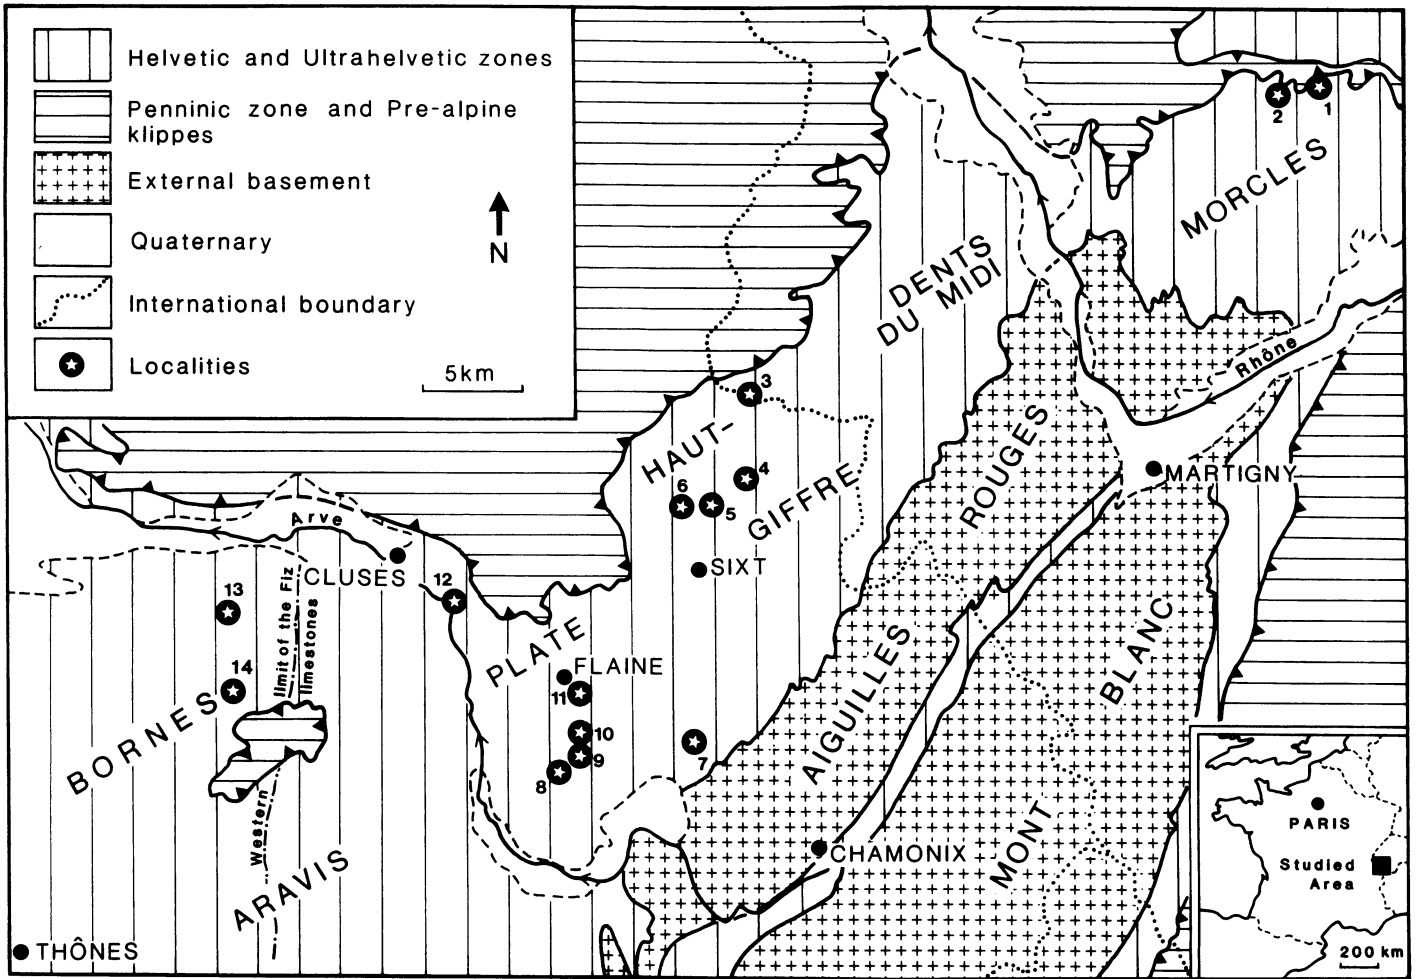 Helvetic and Ultrahelvetic zones
Penninic zone and Pre-alpine
klippes
External basement
Quaternary
International boundary
Localities
N
5km
1
2
MORCLES
DENTS
DU MIDI
Rhône
3
HAUT-
GIFFRE
4
5
6
ROUGES
MARTIGNY
SIXT
Arve
CLUSES
12
13
14
limit of the Fiz
limestones
Western
PLATE
FLAINE
11
10
9
8
7
BORNES
ARAVIS
AIGUILLES
BLANC
MONT
CHAMONIX
THÔNES
PARIS
Studied
Area
200 km